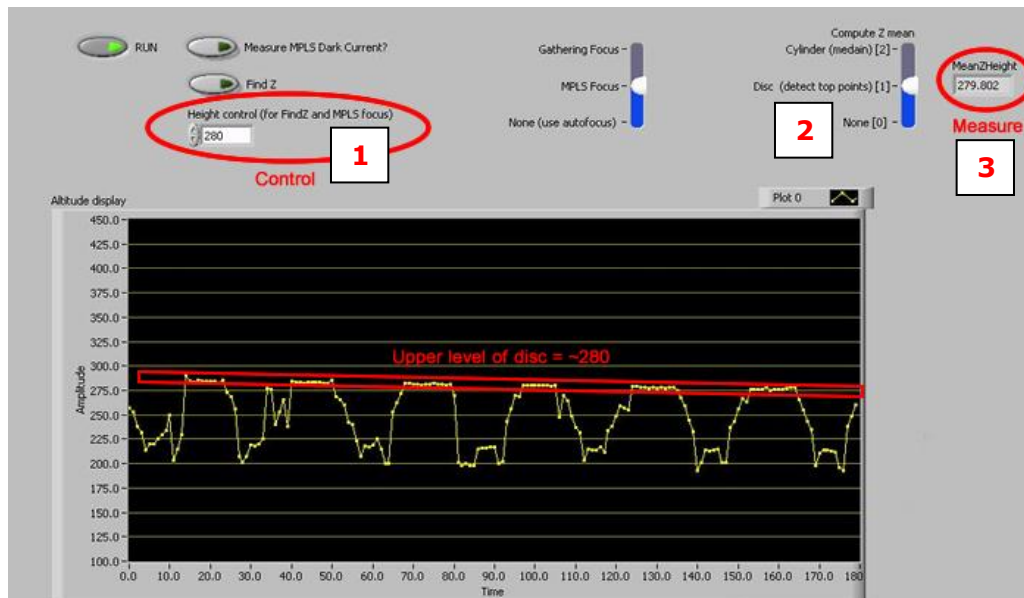 RUN
Measure MPLS Dark Current?
Find Z
Height control (for FindZ and MPLS focus)
280
1
Control
Gathering Focus
MPLS Focus
None (use autofocus)
Compute Z mean
Cylinder (medain) [2]
Disc (detect top points) [1]
None [0]
2
MeanZHeight
279.802
Measure
3
Altitude display
Plot 0
Amplitude
450.0
425.0
400.0
375.0
350.0
325.0
300.0
275.0
250.0
225.0
200.0
175.0
150.0
125.0
100.0
Upper level of disc = ~280
0.0 10.0 20.0 30.0 40.0 50.0 60.0 70.0 80.0 90.0 100.0 110.0 120.0 130.0 140.0 150.0 160.0 170.0 180
Time